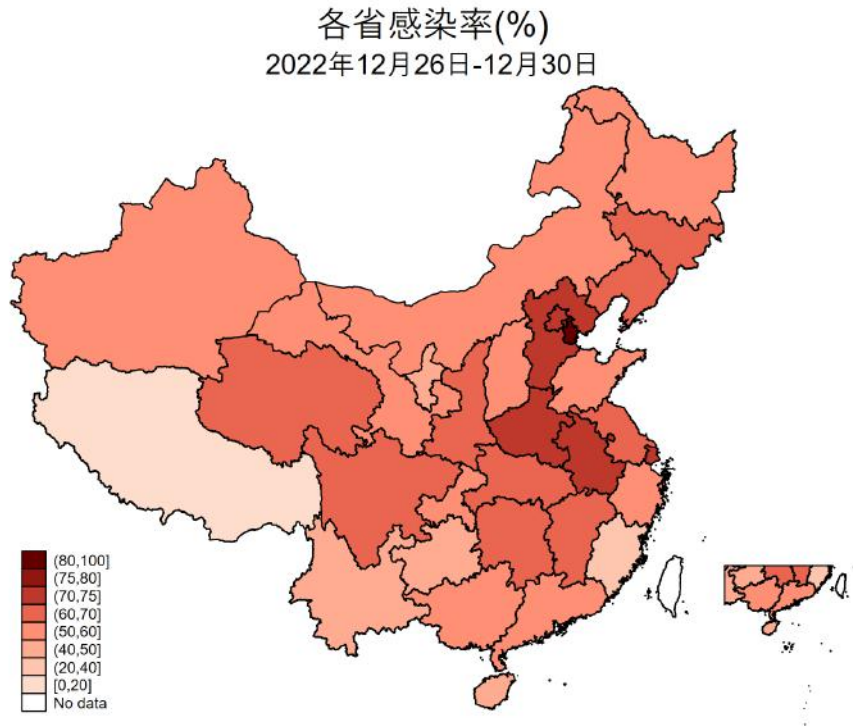 各省感染率(%)
2022年12月26日-12月30日
(80,100]
(75,80]
(70,75]
(60,70]
(50,60]
(40,50]
(20,40]
[0,20]
No data